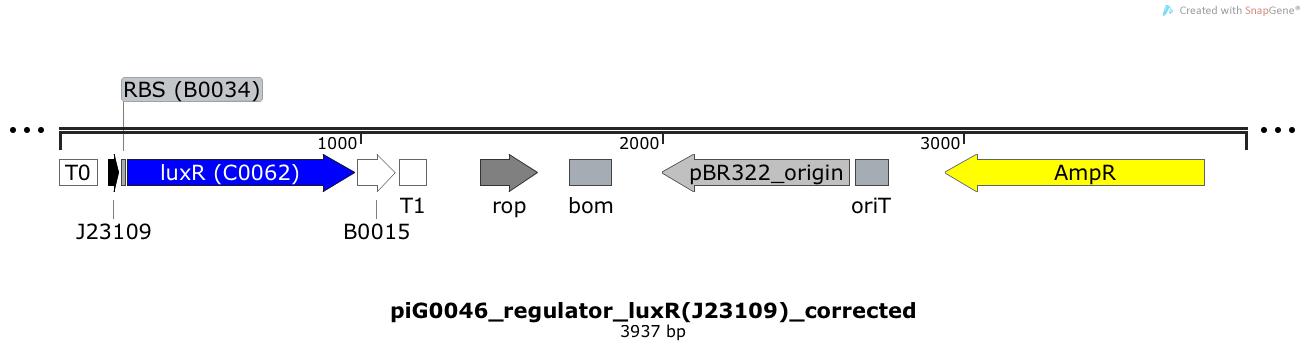 Created with SnapGene®
RBS (B0034)
1000
2000
3000
T0
luxR (C0062)
pBR322_origin
AmpR
T1
rop
bom
oriT
J23109
B0015
piG0046_regulator_luxR(J23109)_corrected
3937 bp